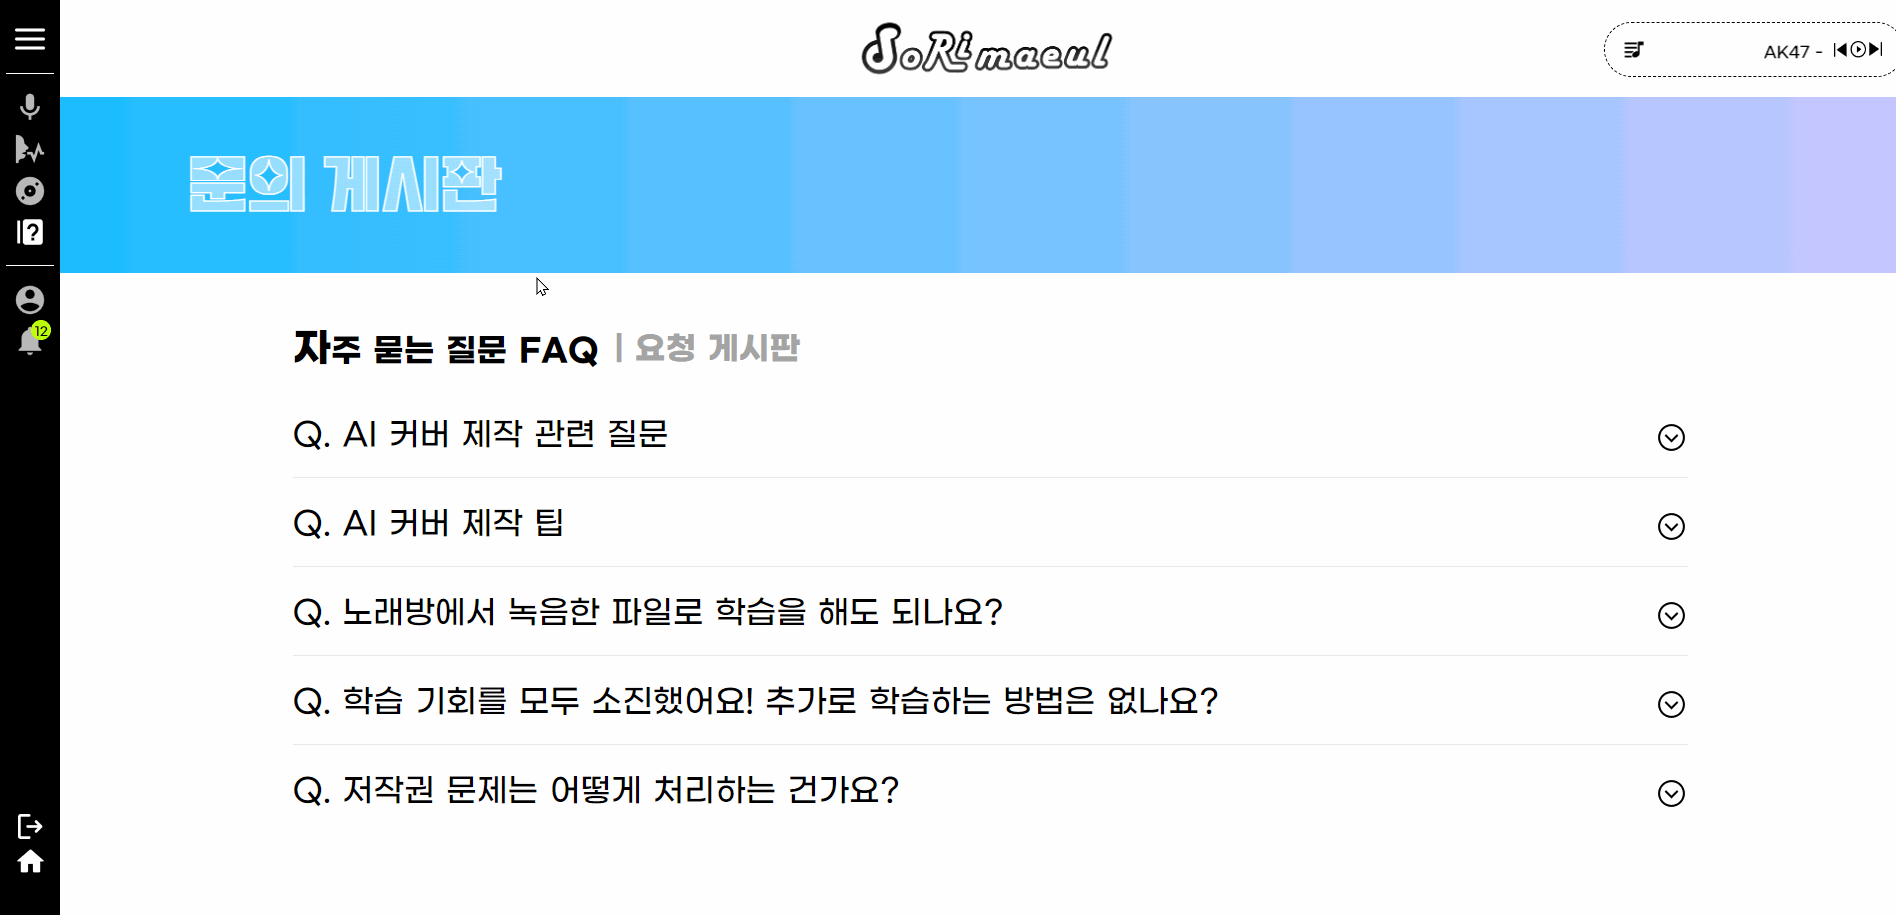 SoRi maeul
AK47 -
문의 게시판
12
자주 묻는 질문 FAQ | 요청 게시판
Q. AI 커버 제작 관련 질문
Q. AI 커버 제작 팁
Q. 노래방에서 녹음한 파일로 학습을 해도 되나요?
Q. 학습 기회를 모두 소진했어요! 추가로 학습하는 방법은 없나요?
Q. 저작권 문제는 어떻게 처리하는 건가요?